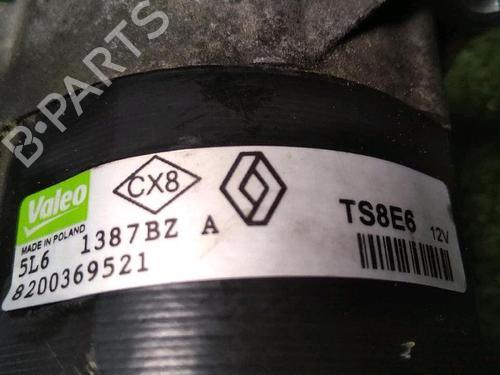 B-PARTS
Valeo
CX8
MADE IN POLAND
TS8E6 12V
5L6 1387BZ A
8200369521